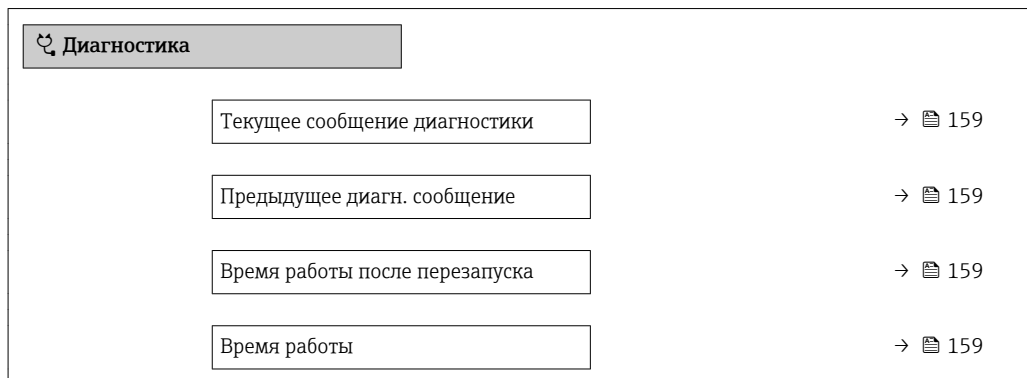 Диагностика
Текущее сообщение диагностики → 159
Предыдущее диагн. сообщение → 159
Время работы после перезапуска → 159
Время работы → 159